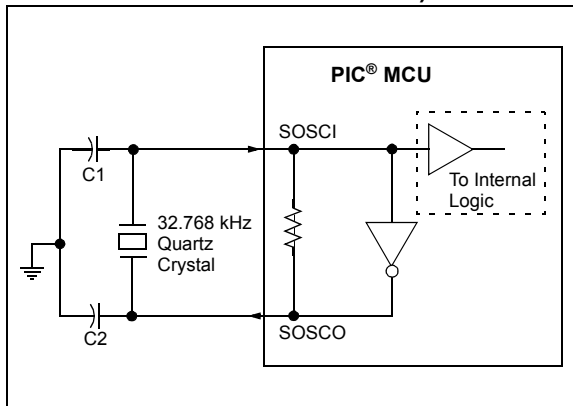 PIC® MCU
SOSCI
C1
To Internal
Logic
32.768 kHz
Quartz
Crystal
SOSCO
C2